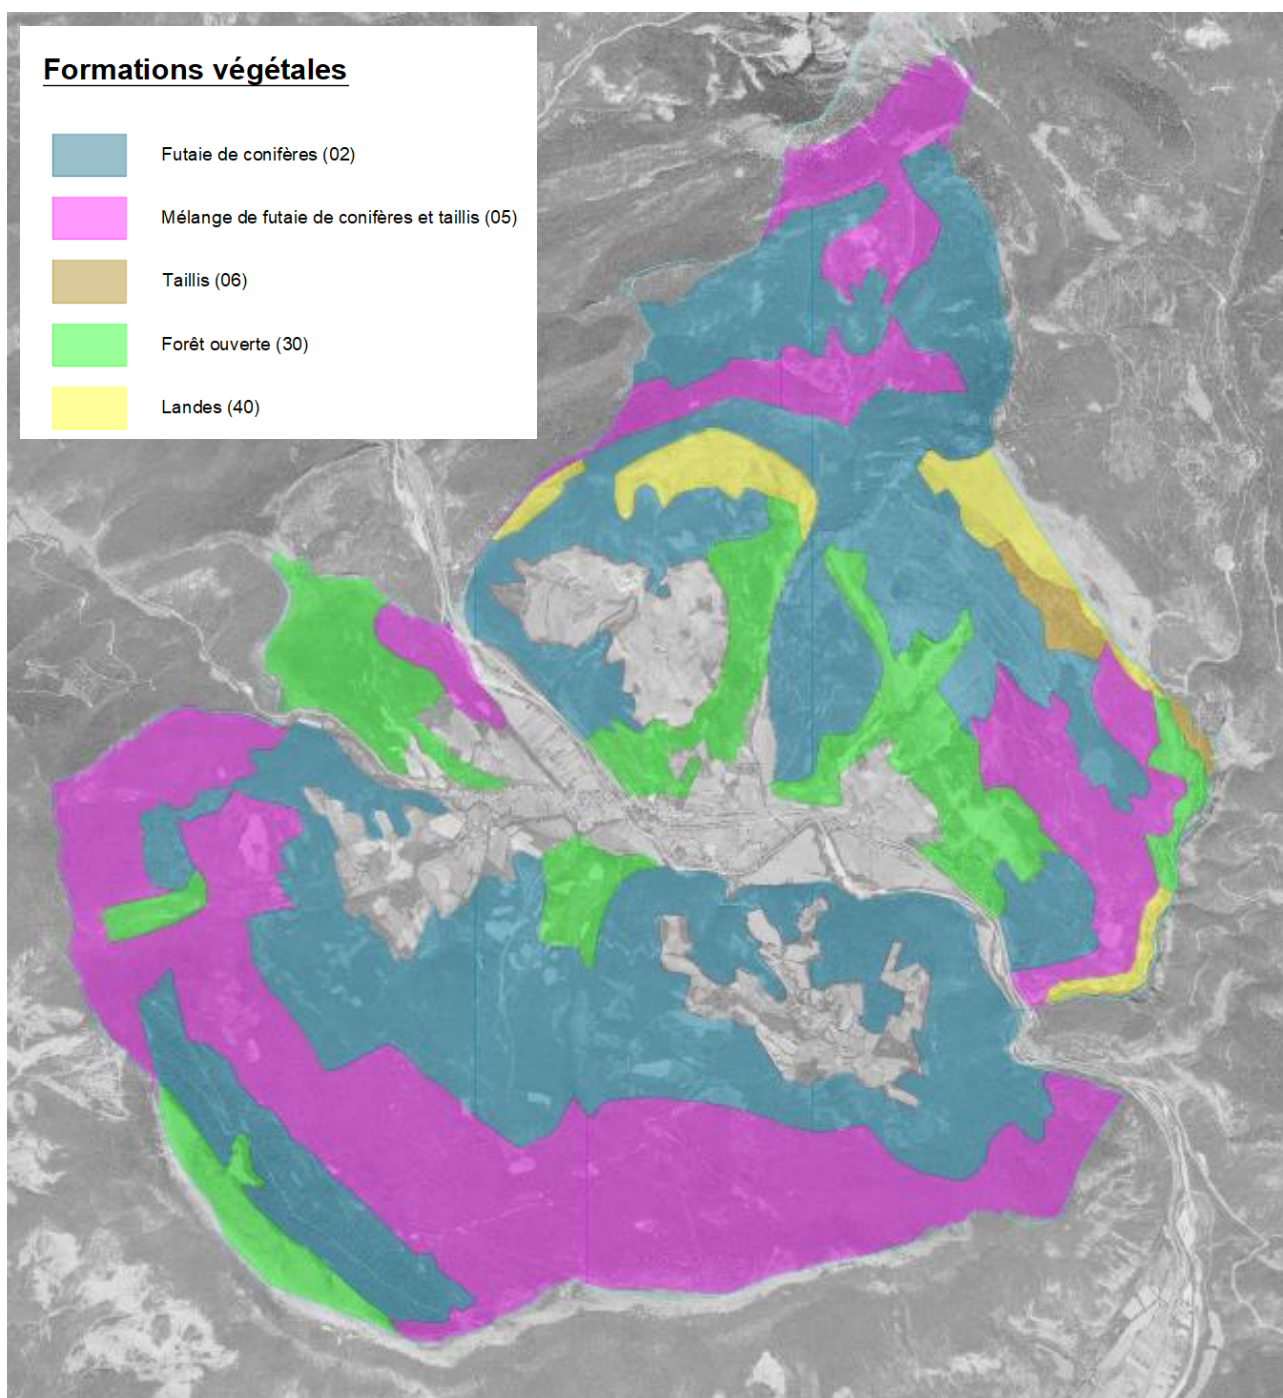 Formations végétales
Futaie de conifères (02)
Mélange de futaie de conifères et taillis (05)
Taillis (06)
Forêt ouverte (30)
Landes (40)